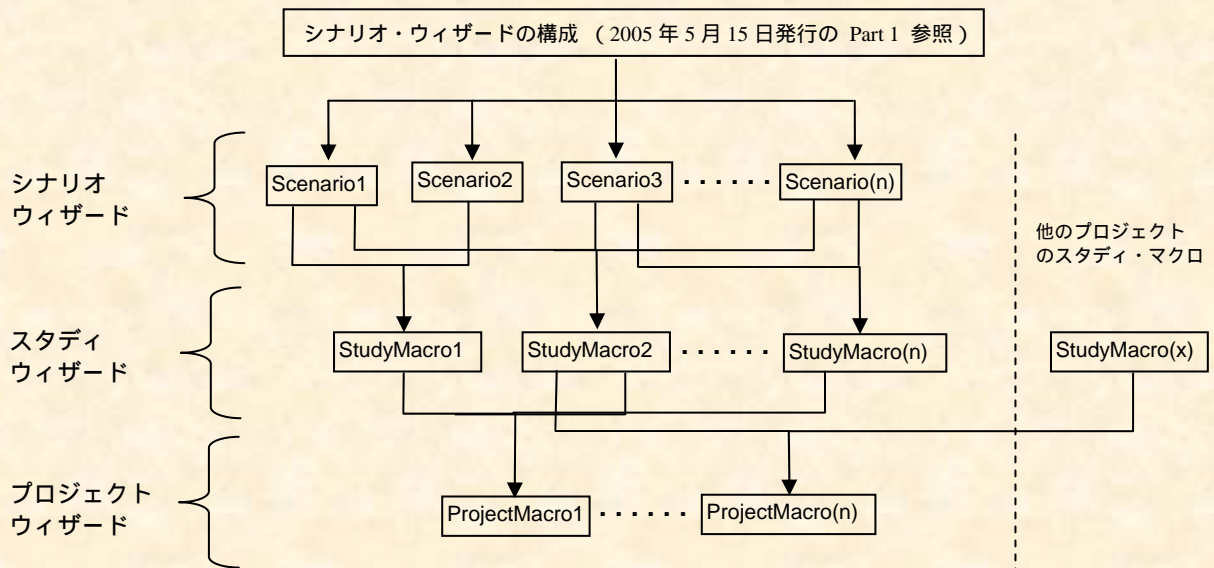 シナリオ・ウィザードの構成 （2005 年 5 月 15 日発行の Part 1 参照）
シナリオ
ウィザード
Scenario1
Scenario2
Scenario3
・・・・・・
Scenario(n)
他のプロジェクト
のスタディ・マクロ
スタディ
ウィザード
StudyMacro1
StudyMacro2
・・・・・・
StudyMacro(n)
StudyMacro(x)
プロジェクト
ウィザード
ProjectMacro1
・・・・・・
ProjectMacro(n)